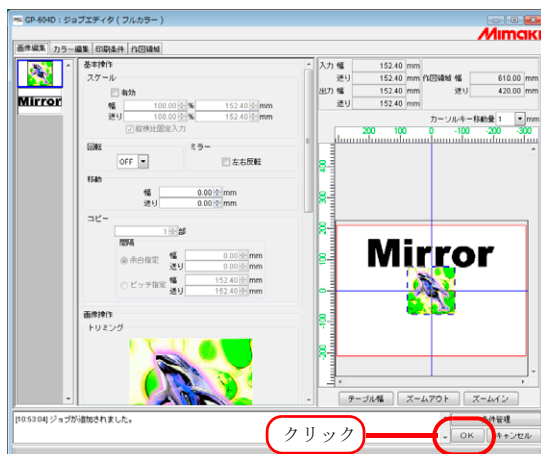 GP-604D : ジョブエディタ ( フルカラー )
Mimaki
画像編集 カラー編集 印刷条件 作図領域
Mirror
基本操作
スケール
有効
幅 100.00 % 152.40 mm
送り 100.00 % 152.40 mm
縦横比固定入力
回転 ミラー
OFF 左右反転
移動
幅 0.00 mm
送り 0.00 mm
コピー
1 部
間隔
余白指定 幅 0.00 mm
送り 0.00 mm
ピッチ指定 幅 152.40 mm
送り 152.40 mm
画像操作
トリミング
入力 幅 152.40 mm
送り 152.40 mm 作図領域 幅 610.00 mm
出力 幅 152.40 mm 送り 420.00 mm
送り 152.40 mm
カーソルキー移動量 1 mm
200 100 0 -100 -200 -300
Mirror
テーブル幅 ズームアウト ズームイン
[10:53:04] ジョブが追加されました。
件管理
クリック
OK キャンセル